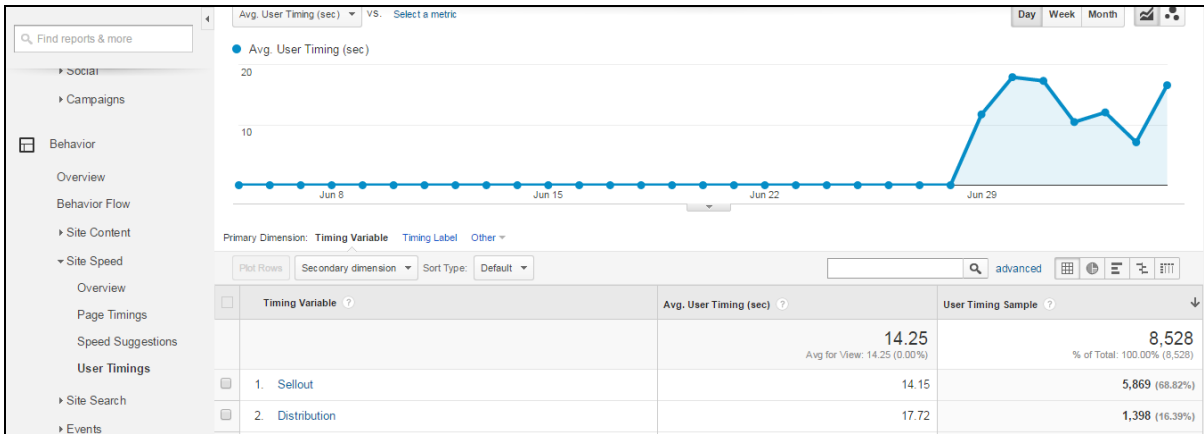 Avg. User Timing (sec) VS. Select a metric Day Week Month
Find reports & more
Avg. User Timing (sec)
20
10
Jun 8 Jun 15 Jun 22 Jun 29
Social
Campaigns
Behavior
Overview
Behavior Flow
Site Content
Site Speed
Overview
Page Timings
Speed Suggestions
User Timings
Site Search
Events
Primary Dimension: Timing Variable Timing Label Other
Plot Rows Secondary dimension Sort Type: Default advanced
Timing Variable ? Avg. User Timing (sec) ? User Timing Sample ?
14.25 8,528
Avg for View: 14.25 (0.00%) % of Total: 100.00% (8,528)
1. Sellout 14.15 5,869 (68.82%)
2. Distribution 17.72 1,398 (16.39%)